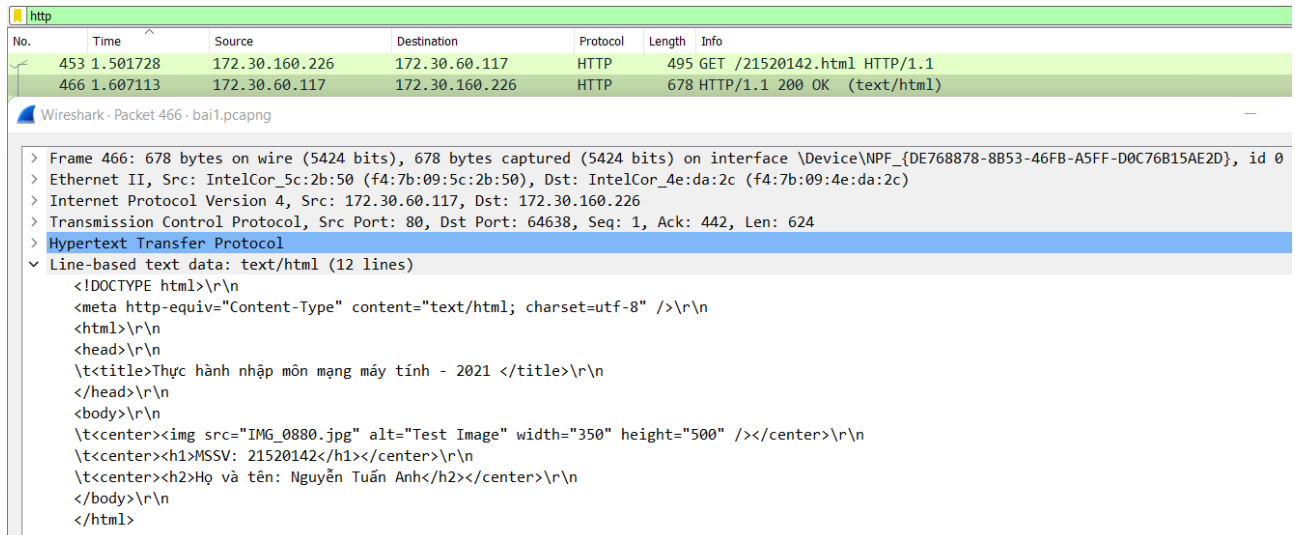 http
No. Time Source Destination Protocol Length Info
453 1.501728 172.30.160.226 172.30.60.117 HTTP 495 GET /21520142.html HTTP/1.1
466 1.607113 172.30.60.117 172.30.160.226 HTTP 678 HTTP/1.1 200 OK (text/html)
Wireshark · Packet 466 · bai1.pcapng
> Frame 466: 678 bytes on wire (5424 bits), 678 bytes captured (5424 bits) on interface \Device\NPF_{DE768878-8B53-46FB-A5FF-D0C76B15AE2D}, id 0
> Ethernet II, Src: IntelCor_5c:2b:50 (f4:7b:09:5c:2b:50), Dst: IntelCor_4e:da:2c (f4:7b:09:4e:da:2c)
> Internet Protocol Version 4, Src: 172.30.60.117, Dst: 172.30.160.226
> Transmission Control Protocol, Src Port: 80, Dst Port: 64638, Seq: 1, Ack: 442, Len: 624
> Hypertext Transfer Protocol
Line-based text data: text/html (12 lines)
<!DOCTYPE html>\r\n
<meta http-equiv="Content-Type" content="text/html; charset=utf-8" />\r\n
<html>\r\n
<head>\r\n
\t<title>Thực hành nhập môn mạng máy tính - 2021 </title>\r\n
</head>\r\n
<body>\r\n
\t<center><img src="IMG_0880.jpg" alt="Test Image" width="350" height="500" /></center>\r\n
\t<center><h1>MSSV: 21520142</h1></center>\r\n
\t<center><h2>Họ và tên: Nguyễn Tuấn Anh</h2></center>\r\n
</body>\r\n
</html>